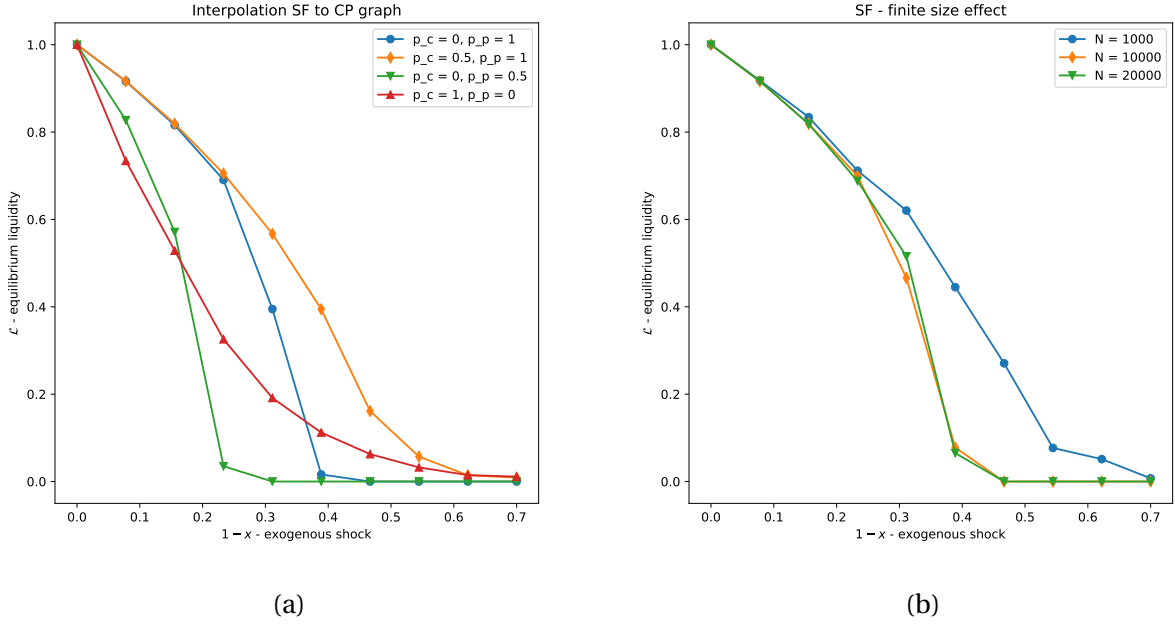 Interpolation SF to CP graph
p_c = 0, p_p = 1
p_c = 0.5, p_p = 1
p_c = 0, p_p = 0.5
p_c = 1, p_p = 0
1.0
0.8
0.6
0.4
0.2
0.0
ℒ - equilibrium liquidity
0.0 0.1 0.2 0.3 0.4 0.5 0.6 0.7
1 − x - exogenous shock
(a)
SF - finite size effect
N = 1000
N = 10000
N = 20000
1.0
0.8
0.6
0.4
0.2
0.0
ℒ - equilibrium liquidity
0.0 0.1 0.2 0.3 0.4 0.5 0.6 0.7
1 − x - exogenous shock
(b)